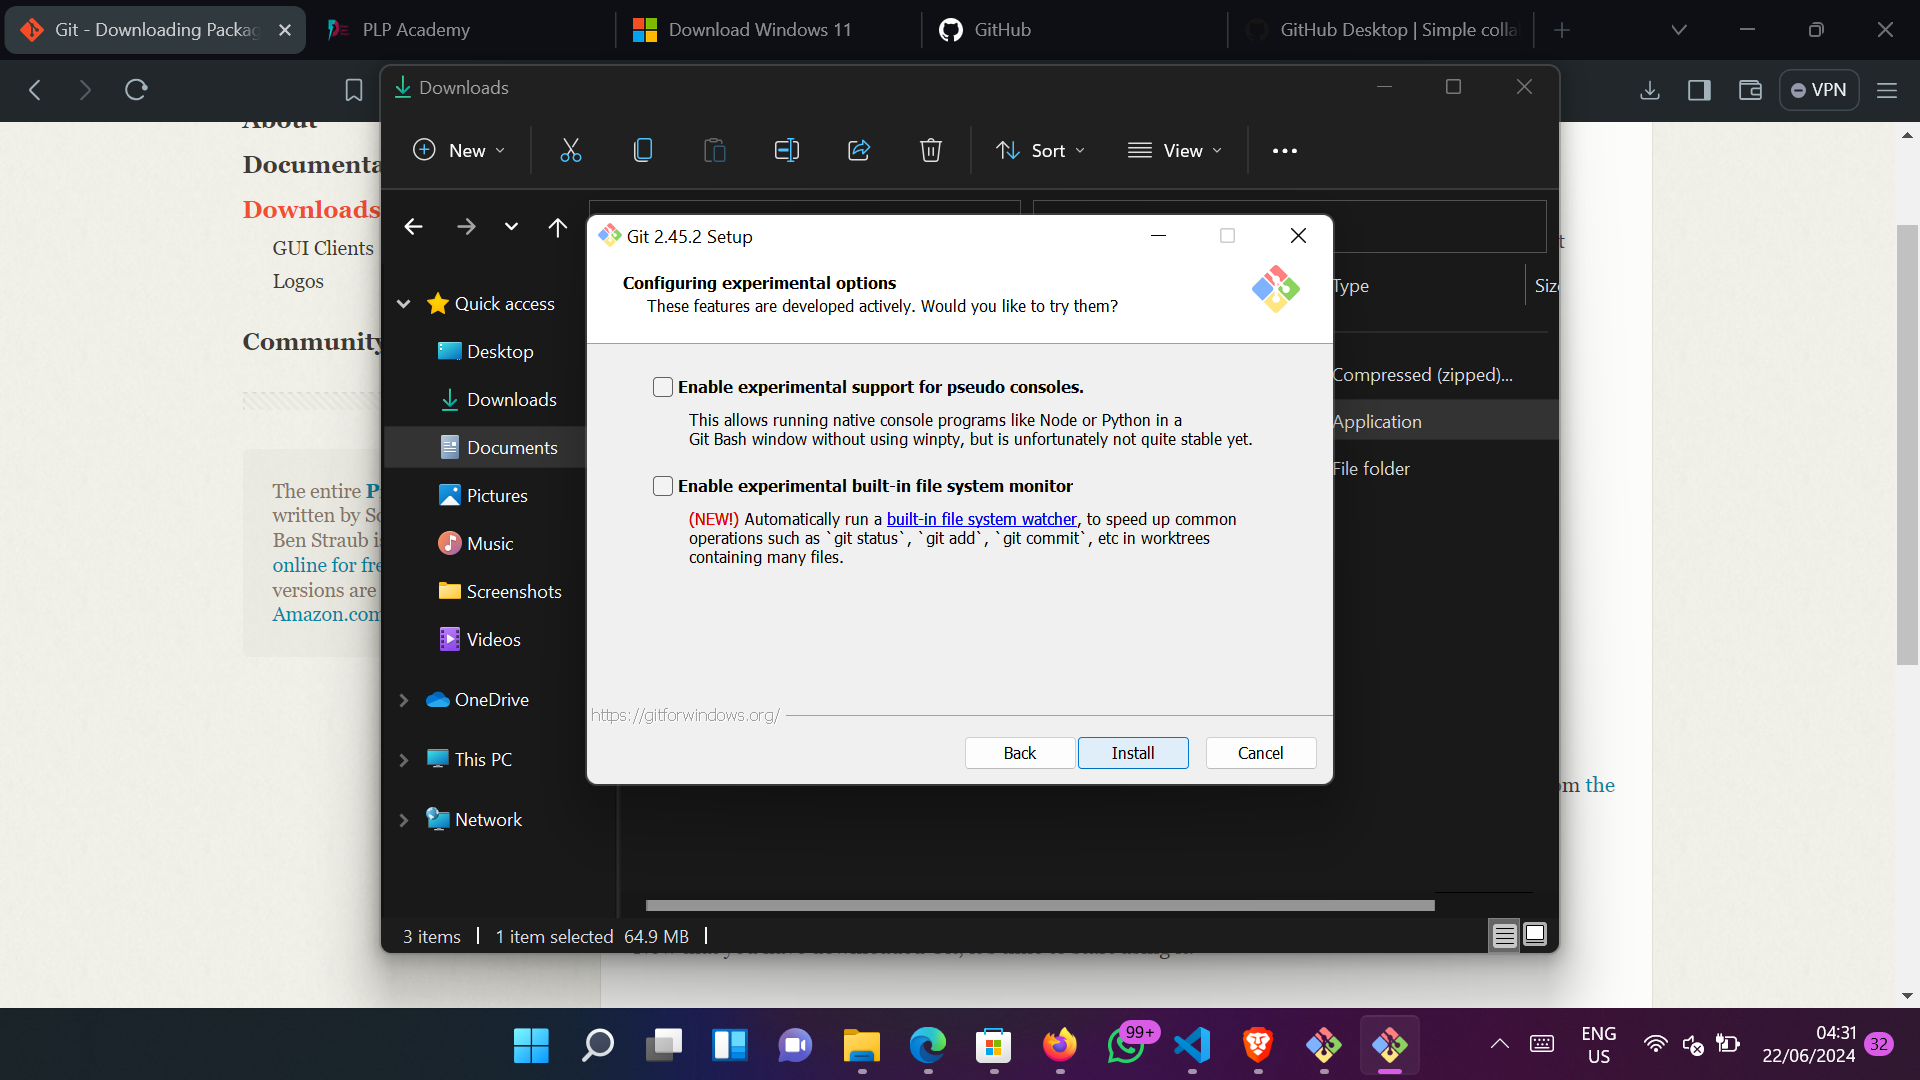 Git - Downloading Packag
PLP Academy
Download Windows 11
GitHub
GitHub Desktop | Simple colla
VPN
About
Documenta
Downloads
GUI Clients
Logos
Community
The entire P
written by Sc
Ben Straub is
online for fre
versions are
Amazon.com
Downloads
New
Sort
View
Quick access
Desktop
Downloads
Documents
Pictures
Music
Screenshots
Videos
OneDrive
This PC
Network
Type
Size
Compressed (zipped)...
Application
File folder
3 items
1 item selected 64.9 MB
Git 2.45.2 Setup
Configuring experimental options
These features are developed actively. Would you like to try them?
Enable experimental support for pseudo consoles.
This allows running native console programs like Node or Python in a
Git Bash window without using winpty, but is unfortunately not quite stable yet.
Enable experimental built-in file system monitor
(NEW!) Automatically run a built-in file system watcher, to speed up common
operations such as `git status`, `git add`, `git commit`, etc in worktrees
containing many files.
https://gitforwindows.org/
Back
Install
Cancel
t
om the
99+
ENG
US
04:31
22/06/2024
32